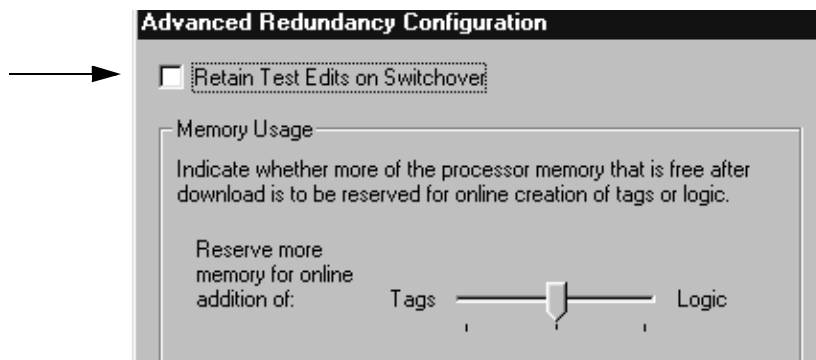 Advanced Redundancy Configuration
Retain Test Edits on Switchover
Memory Usage
Indicate whether more of the processor memory that is free after
download is to be reserved for online creation of tags or logic.
Reserve more
memory for online
addition of:
Tags
Logic